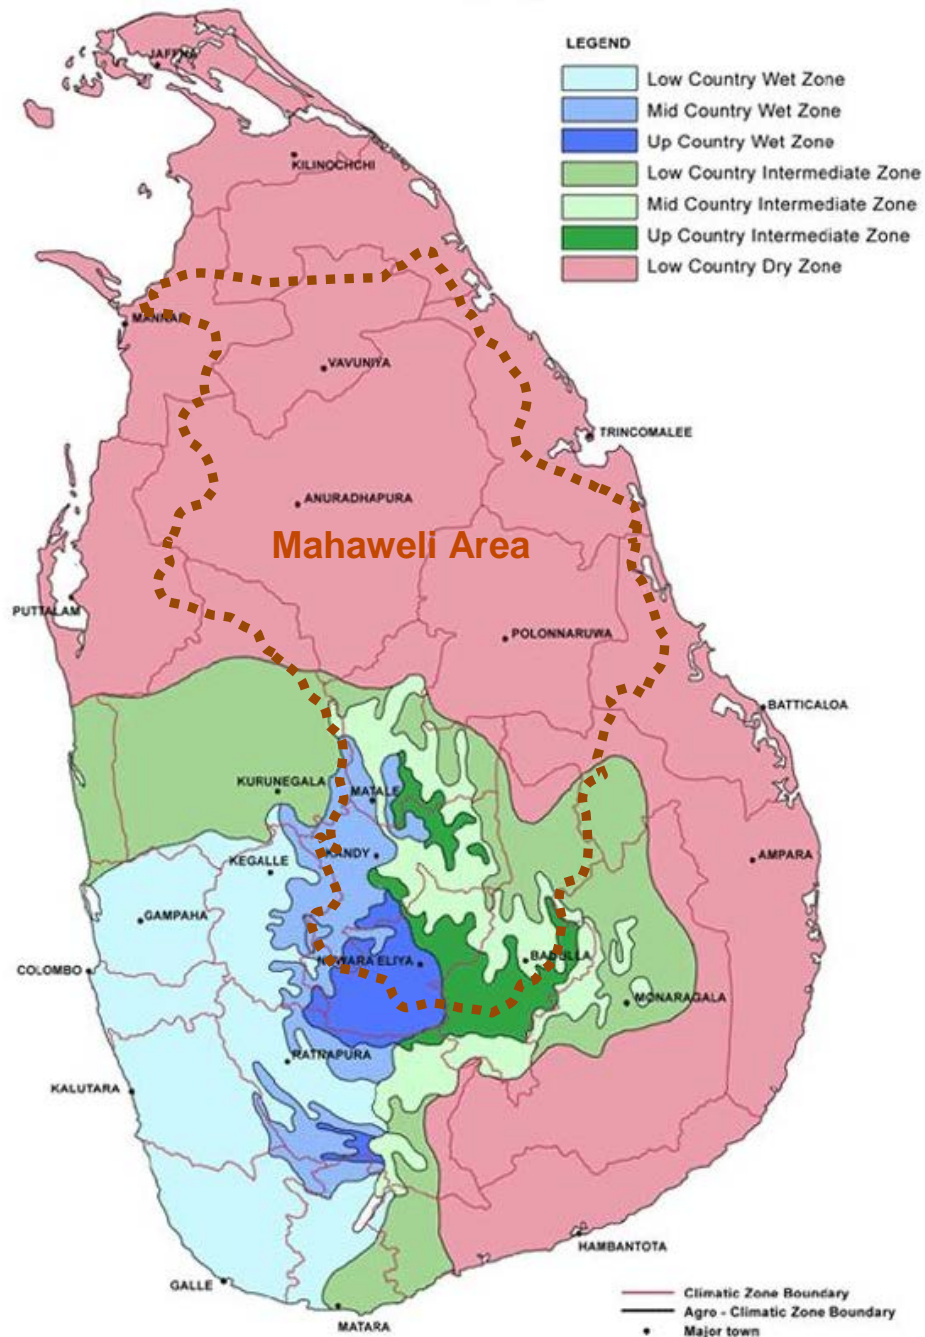 LEGEND
Low Country Wet Zone
Mid Country Wet Zone
Up Country Wet Zone
Low Country Intermediate Zone
Mid Country Intermediate Zone
Up Country Intermediate Zone
Low Country Dry Zone
JAFFNA
KILINOCHCHI
MANNAR
VAVUNIYA
TRINCOMALEE
ANURADHAPURA
Mahaweli Area
PUTTALAM
POLONNARUWA
BATTICALOA
KURUNEGALA
MATALE
KANDY
AMPARA
KEGALLE
GAMPAHA
COLOMBO
NUWARA ELIYA
BADULLA
MONARAGALA
RATNAPURA
KALUTARA
HAMBANTOTA
GALLE
MATARA
Climatic Zone Boundary
Agro - Climatic Zone Boundary
Major town